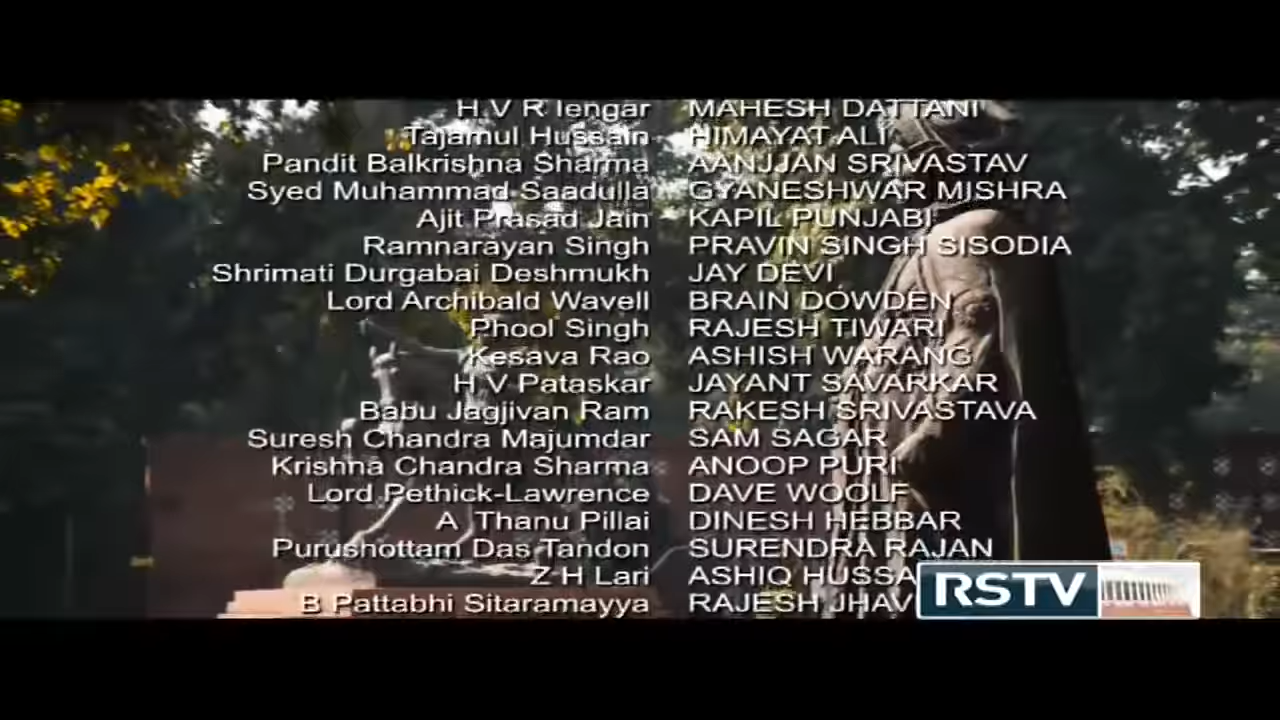 H.V R Iengar MAHESH DATTANI
Tajamul Hussain HIMAYAT ALI
Pandit Balkrishna Sharma AANJJAN SRIVASTAV
Syed Muhammad Saadulla GYANESHWAR MISHRA
Ajit Prasad Jain KAPIL PUNJABI
Ramnarayan Singh PRAVIN SINGH SISODIA
Shrimati Durgabai Deshmukh JAY DEVI
Lord Archibald Wavell BRAIN DOWDEN
Phool Singh RAJESH TIWARI
Kesava Rao ASHISH WARANG
H V Pataskar JAYANT SAVARKAR
Babu Jagjivan Ram RAKESH SRIVASTAVA
Suresh Chandra Majumdar SAM SAGAR
Krishna Chandra Sharma ANOOP PURI
Lord Pethick-Lawrence DAVE WOOLF
A Thanu Pillai DINESH HEBBAR
Purushottam Das Tandon SURENDRA RAJAN
Z H Lari ASHIQ
B Pattabhi Sitaramayya RAJESH
RSTV